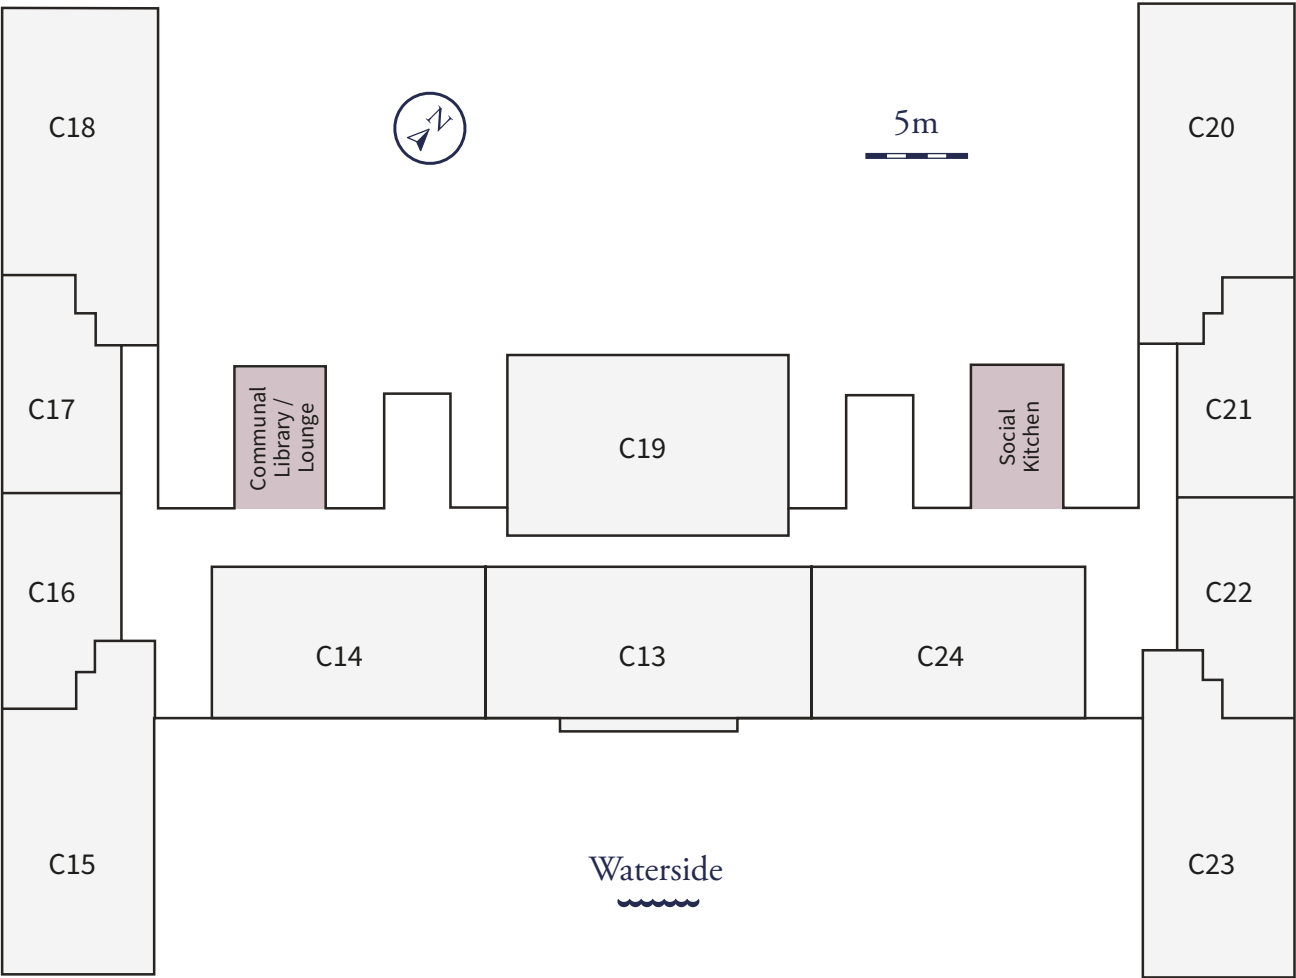 C18
N
5m
C20
C17
Communal
Library /
Lounge
C19
Social
Kitchen
C21
C16
C22
C14
C13
C24
C15
Waterside
C23